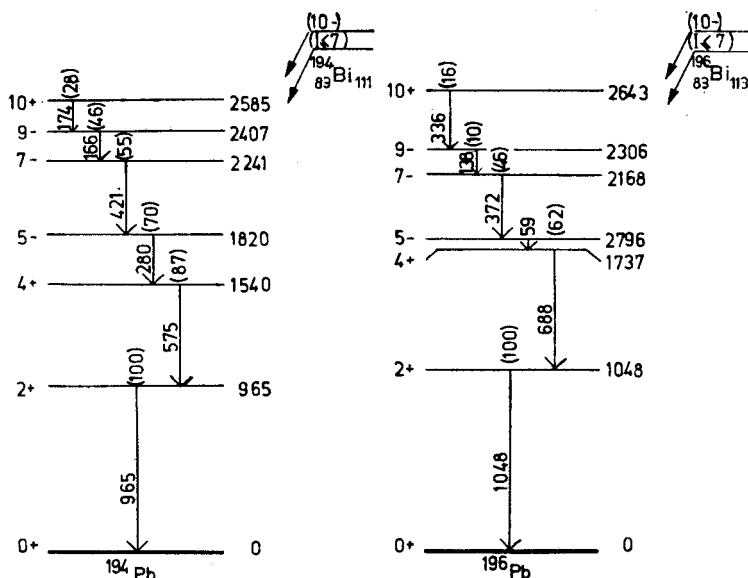 (10-)
(I⩽7)
194
83Bi111
10+ 174 (28) 2585
9- 166 (46) 2407
7- (55) 2241
421
5- (70) 1820
280
4+ (87) 1540
575
2+ (100) 965
965
0+ 0
194Pb
(10-)
(I⩽7)
196
83Bi113
10+ (16) 2643
336
9- (10) 2306
138
7- (46) 2168
372
5- 59 (62) 2796
4+ 1737
688
2+ (100) 1048
1048
0+ 0
196Pb